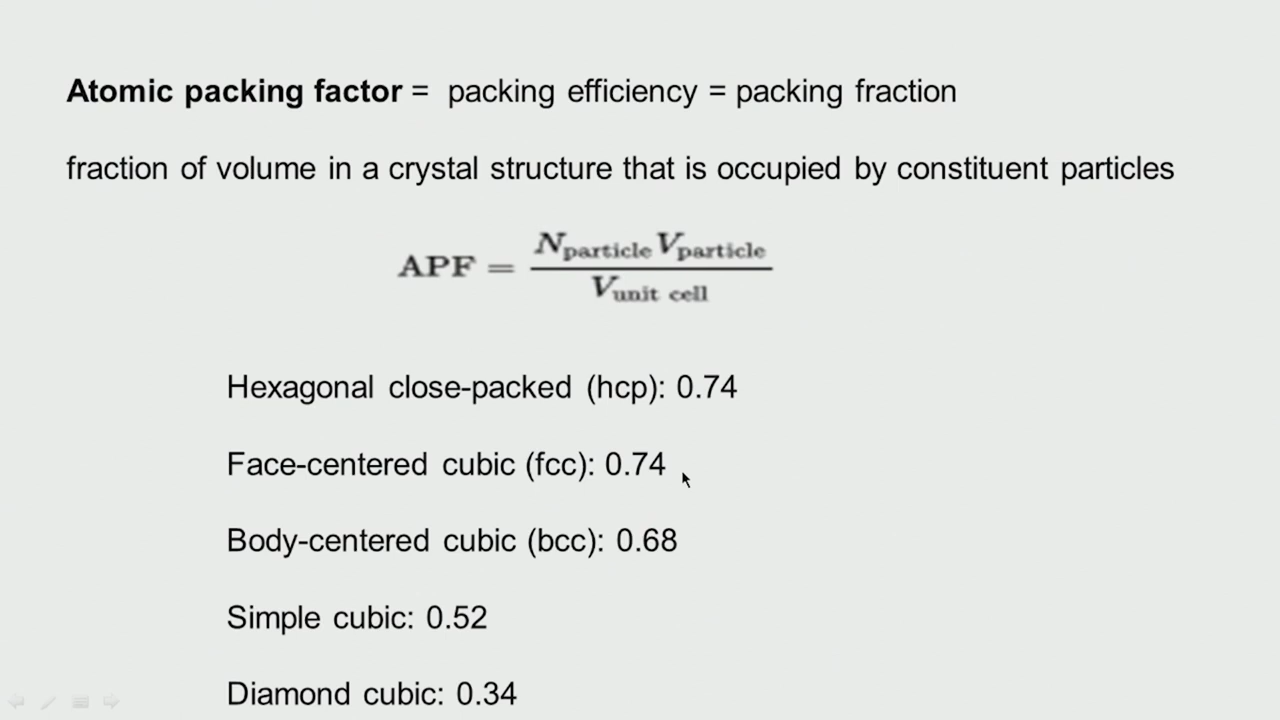 Atomic packing factor = packing efficiency = packing fraction
fraction of volume in a crystal structure that is occupied by constituent particles
APF = N_particle V_particle / V_unit cell
Hexagonal close-packed (hcp): 0.74
Face-centered cubic (fcc): 0.74
Body-centered cubic (bcc): 0.68
Simple cubic: 0.52
Diamond cubic: 0.34